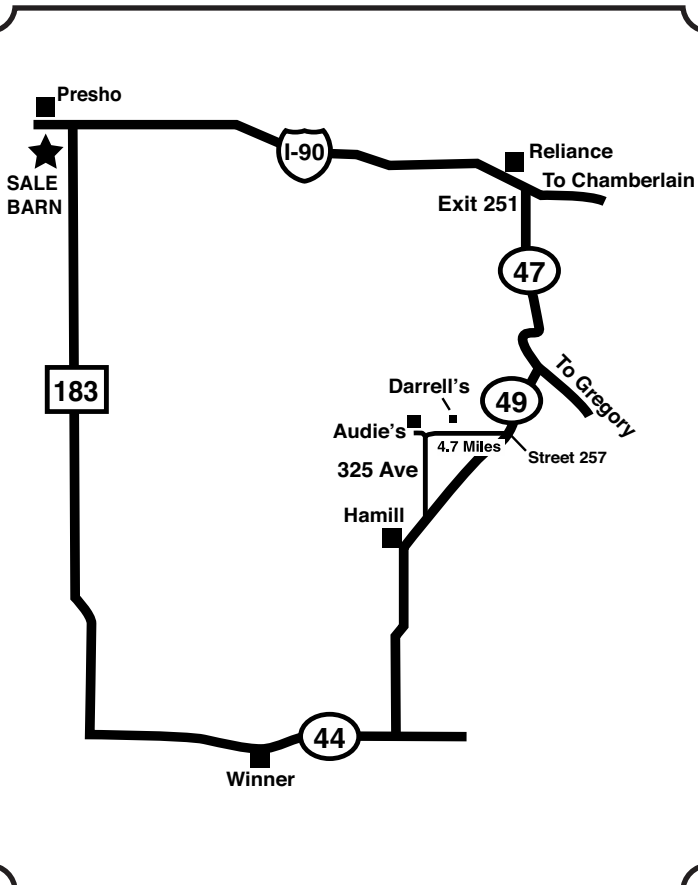 Presho
I-90
Reliance
SALE
BARN
To Chamberlain
Exit 251
47
183
Darrell's
49
To Gregory
Audie's
4.7 Miles
Street 257
325 Ave
Hamill
44
Winner